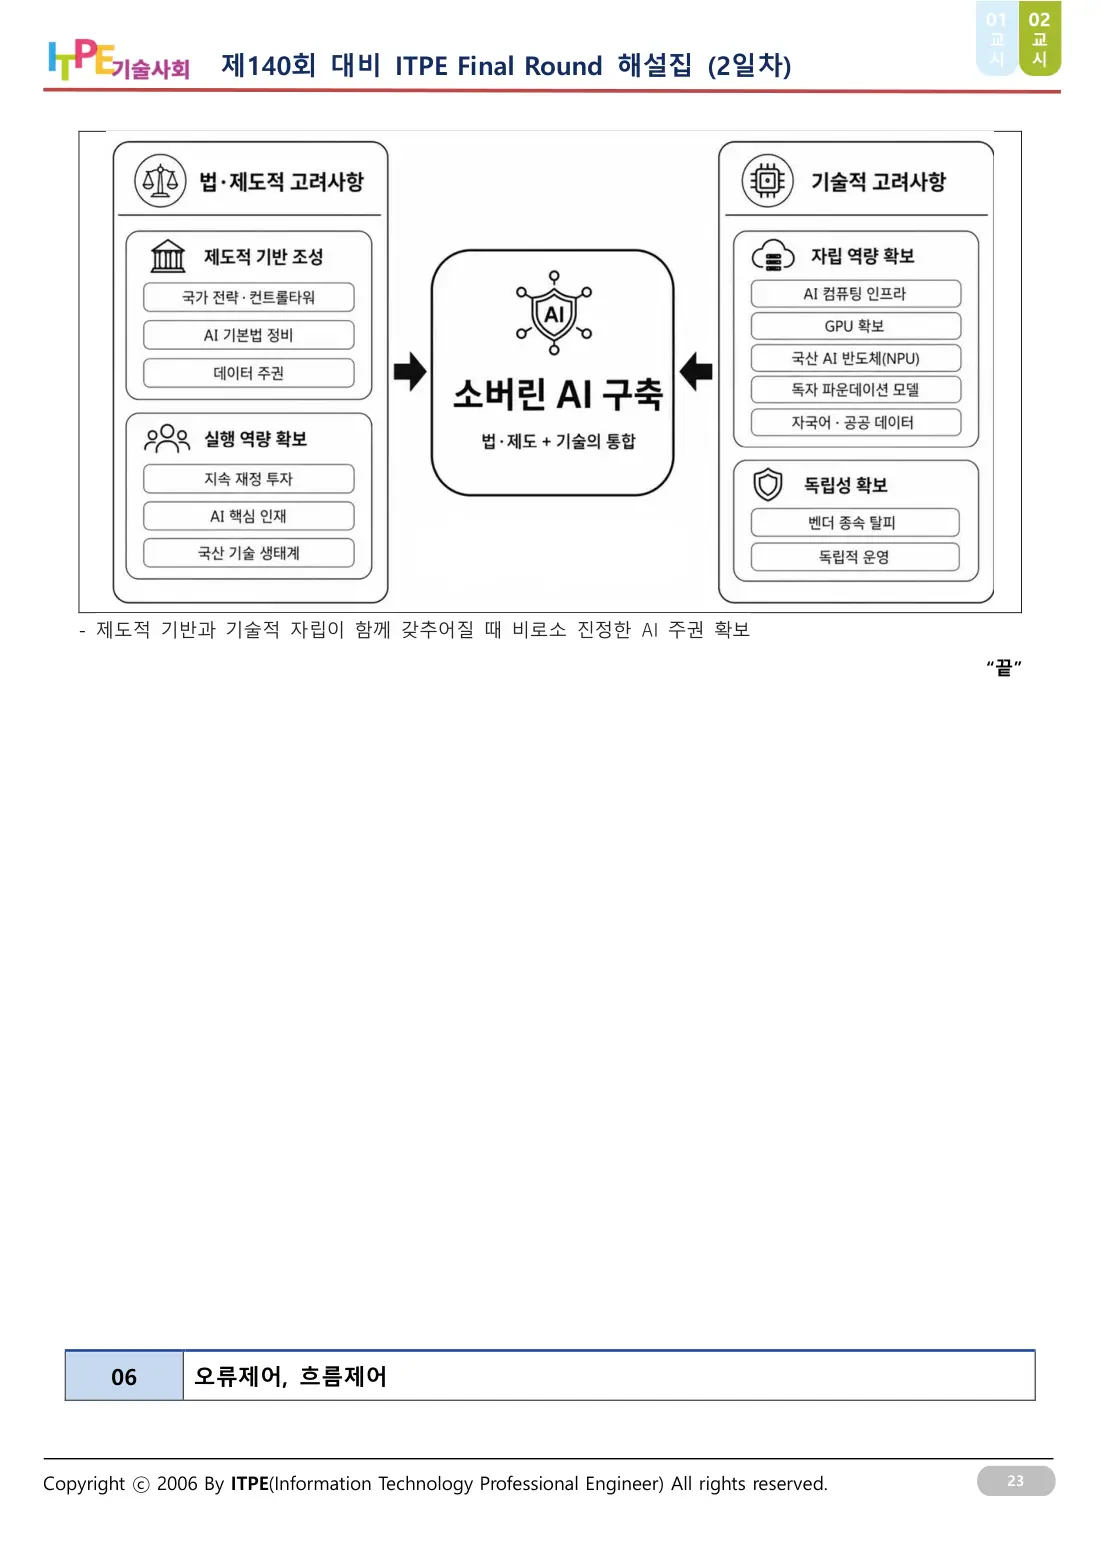 01
교
시
02
교
시
ITPE기술사회 제140회 대비 ITPE Final Round 해설집 (2일차)
법·제도적 고려사항
제도적 기반 조성
국가 전략·컨트롤타워
AI 기본법 정비
데이터 주권
실행 역량 확보
지속 재정 투자
AI 핵심 인재
국산 기술 생태계
AI
소버린 AI 구축
법·제도 + 기술의 통합
기술적 고려사항
자립 역량 확보
AI 컴퓨팅 인프라
GPU 확보
국산 AI 반도체(NPU)
독자 파운데이션 모델
자국어 · 공공 데이터
독립성 확보
벤더 종속 탈피
독립적 운영
- 제도적 기반과 기술적 자립이 함께 갖추어질 때 비로소 진정한 AI 주권 확보
“끝”
06 오류제어, 흐름제어
Copyright ⓒ 2006 By ITPE(Information Technology Professional Engineer) All rights reserved.
23